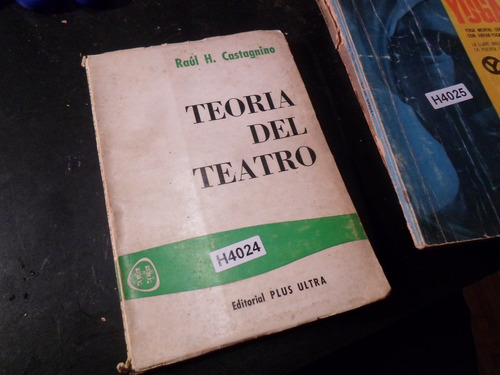 Raúl H. Castagnino
TEORIA
DEL
TEATRO
H4024
Editorial PLUS ULTRA
H4025